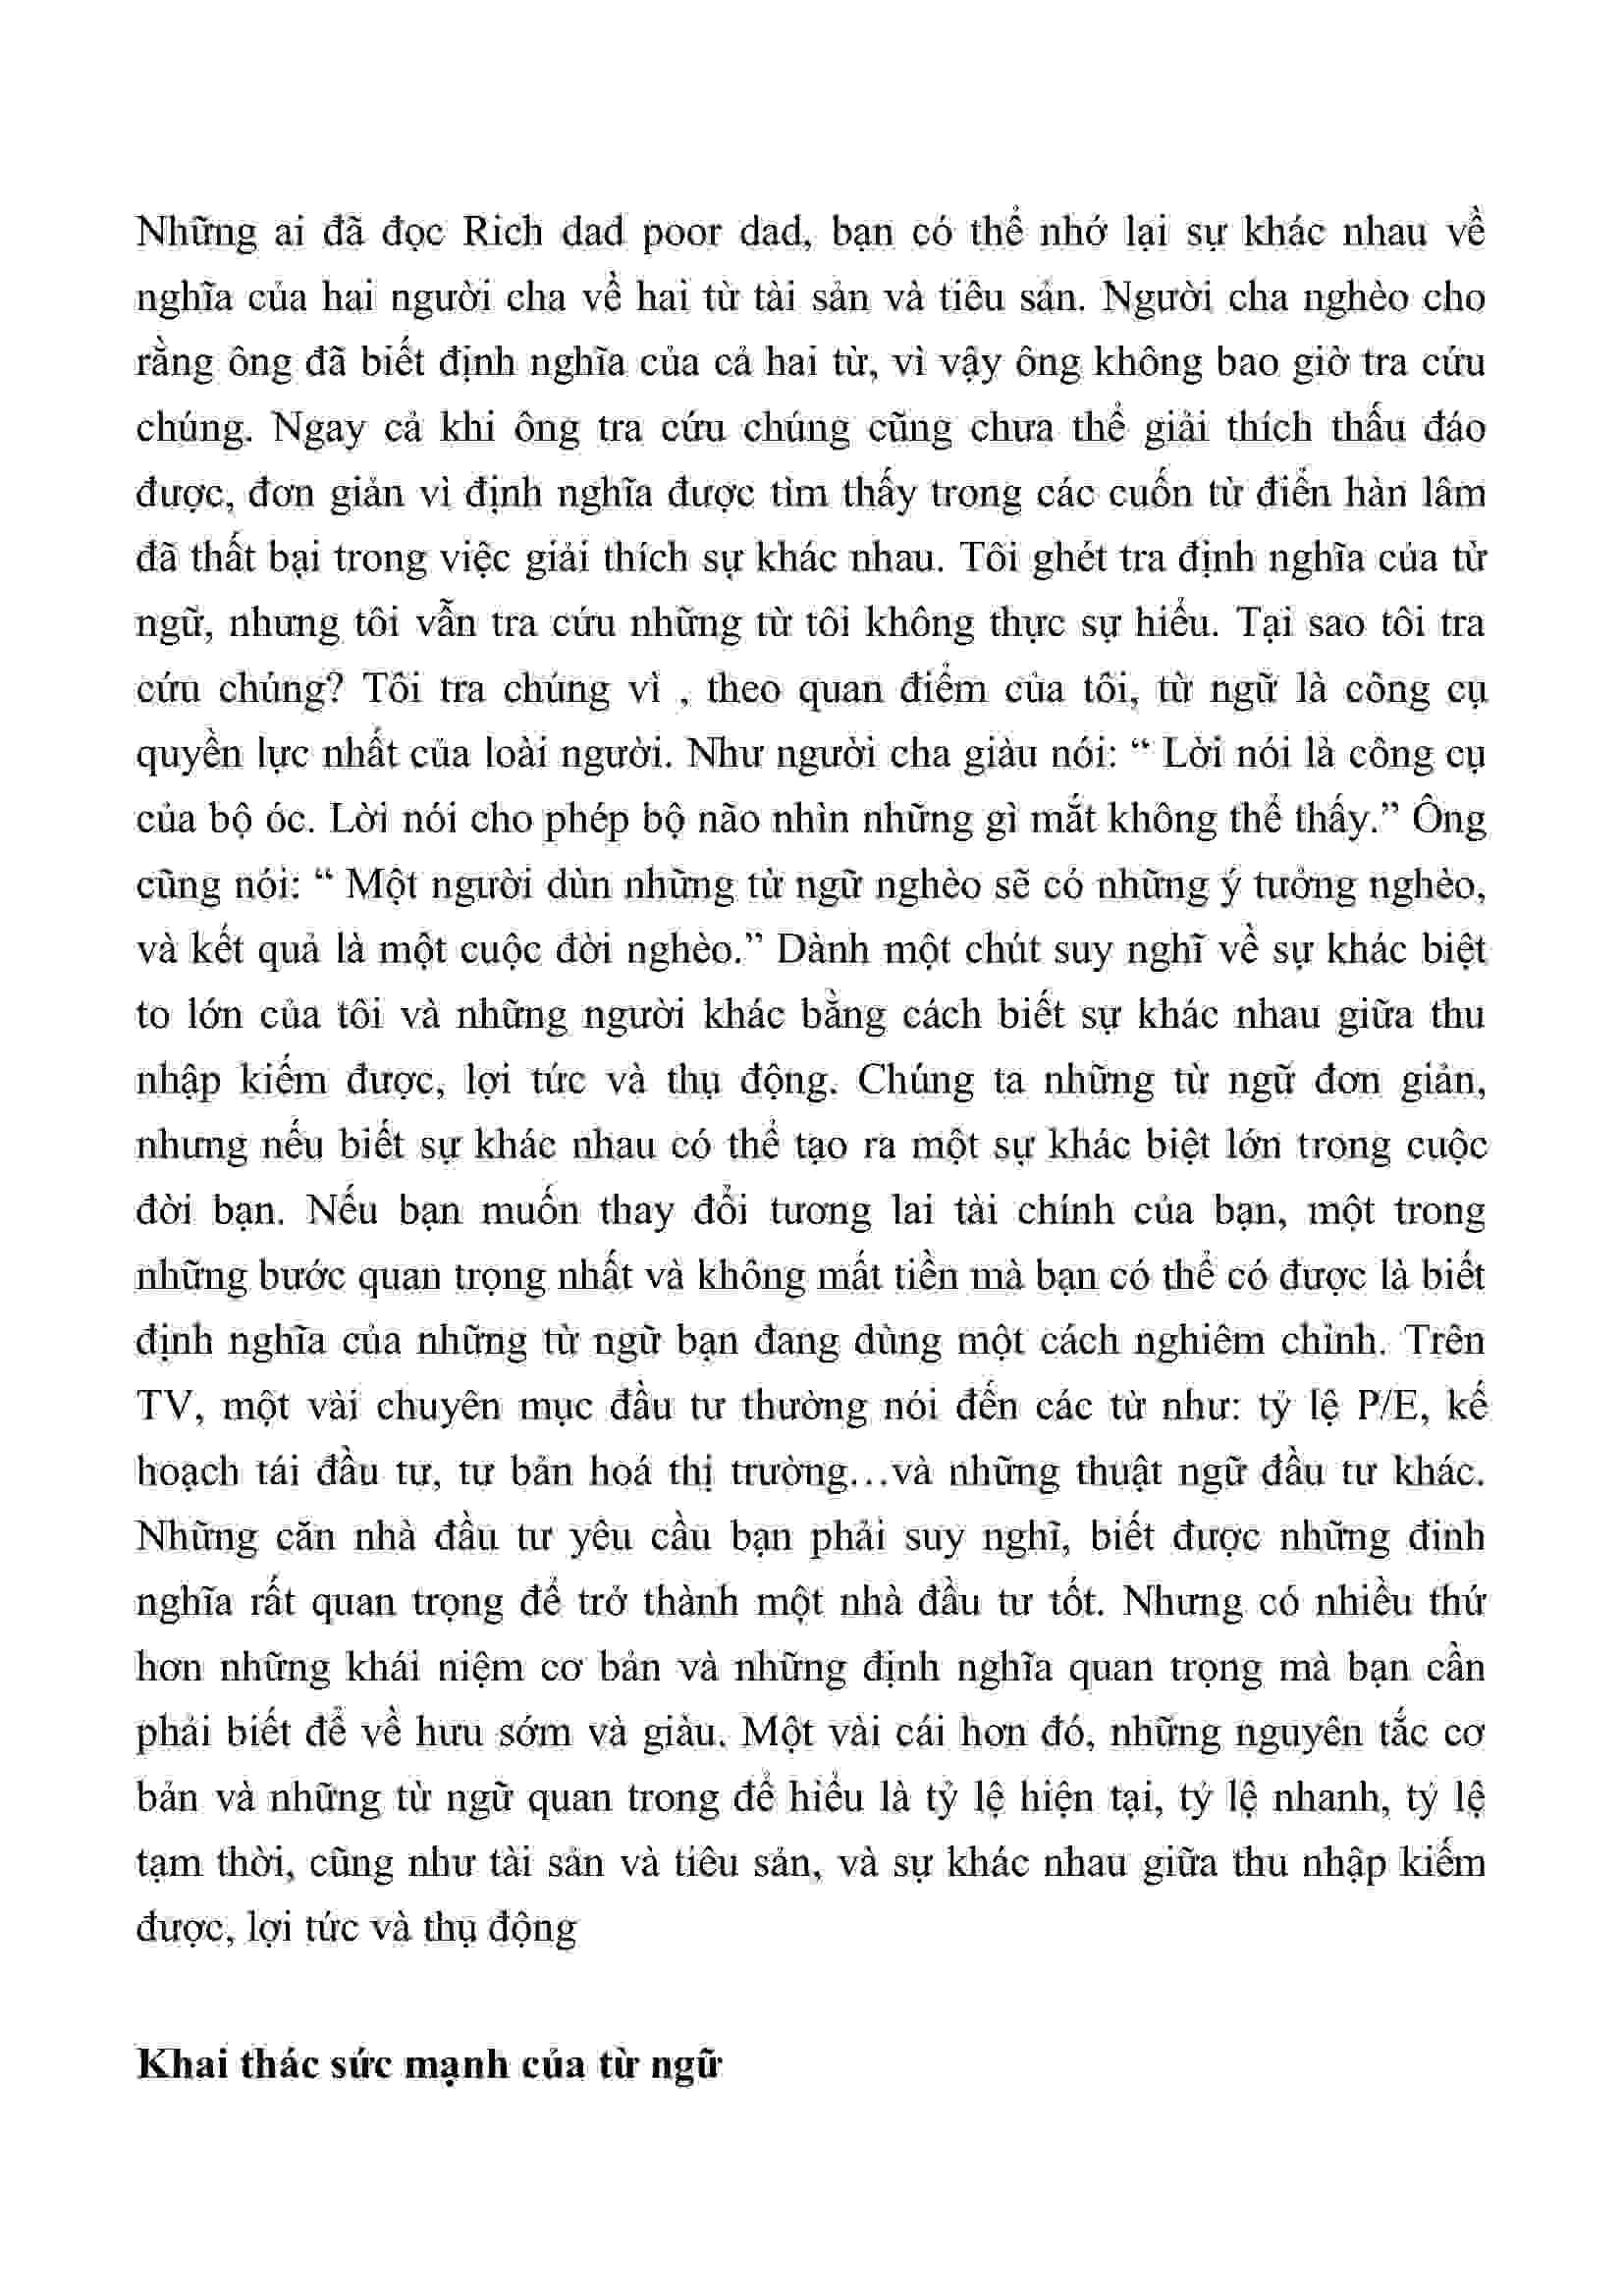 Những ai đã đọc Rich dad poor dad, bạn có thể nhớ lại sự khác nhau về
nghĩa của hai người cha về hai từ tài sản và tiêu sản. Người cha nghèo cho
rằng ông đã biết định nghĩa của cả hai từ, vì vậy ông không bao giờ tra cứu
chúng. Ngay cả khi ông tra cứu chúng cũng chưa thể giải thích thấu đáo
được, đơn giản vì định nghĩa được tìm thấy trong các cuốn từ điển hàn lâm
đã thất bại trong việc giải thích sự khác nhau. Tôi ghét tra định nghĩa của từ
ngữ, nhưng tôi vẫn tra cứu những từ tôi không thực sự hiểu. Tại sao tôi tra
cứu chúng? Tôi tra chúng vì , theo quan điểm của tôi, từ ngữ là công cụ
quyền lực nhất của loài người. Như người cha giàu nói: “ Lời nói là công cụ
của bộ óc. Lời nói cho phép bộ não nhìn những gì mắt không thể thấy.” Ông
cũng nói: “ Một người dùn những từ ngữ nghèo sẽ có những ý tưởng nghèo,
và kết quả là một cuộc đời nghèo.” Dành một chút suy nghĩ về sự khác biệt
to lớn của tôi và những người khác bằng cách biết sự khác nhau giữa thu
nhập kiếm được, lợi tức và thụ động. Chúng ta những từ ngữ đơn giản,
nhưng nếu biết sự khác nhau có thể tạo ra một sự khác biệt lớn trong cuộc
đời bạn. Nếu bạn muốn thay đổi tương lai tài chính của bạn, một trong
những bước quan trọng nhất và không mất tiền mà bạn có thể có được là biết
định nghĩa của những từ ngữ bạn đang dùng một cách nghiêm chỉnh. Trên
TV, một vài chuyên mục đầu tư thường nói đến các từ như: tỷ lệ P/E, kế
hoạch tái đầu tư, tư bản hoá thị trường…và những thuật ngữ đầu tư khác.
Những căn nhà đầu tư yêu cầu bạn phải suy nghĩ, biết được những đinh
nghĩa rất quan trọng để trở thành một nhà đầu tư tốt. Nhưng có nhiều thứ
hơn những khái niệm cơ bản và những định nghĩa quan trọng mà bạn cần
phải biết để về hưu sớm và giàu. Một vài cái hơn đó, những nguyên tắc cơ
bản và những từ ngữ quan trong để hiểu là tỷ lệ hiện tại, tỷ lệ nhanh, tỷ lệ
tạm thời, cũng như tài sản và tiêu sản, và sự khác nhau giữa thu nhập kiếm
được, lợi tức và thụ động
Khai thác sức mạnh của từ ngữ